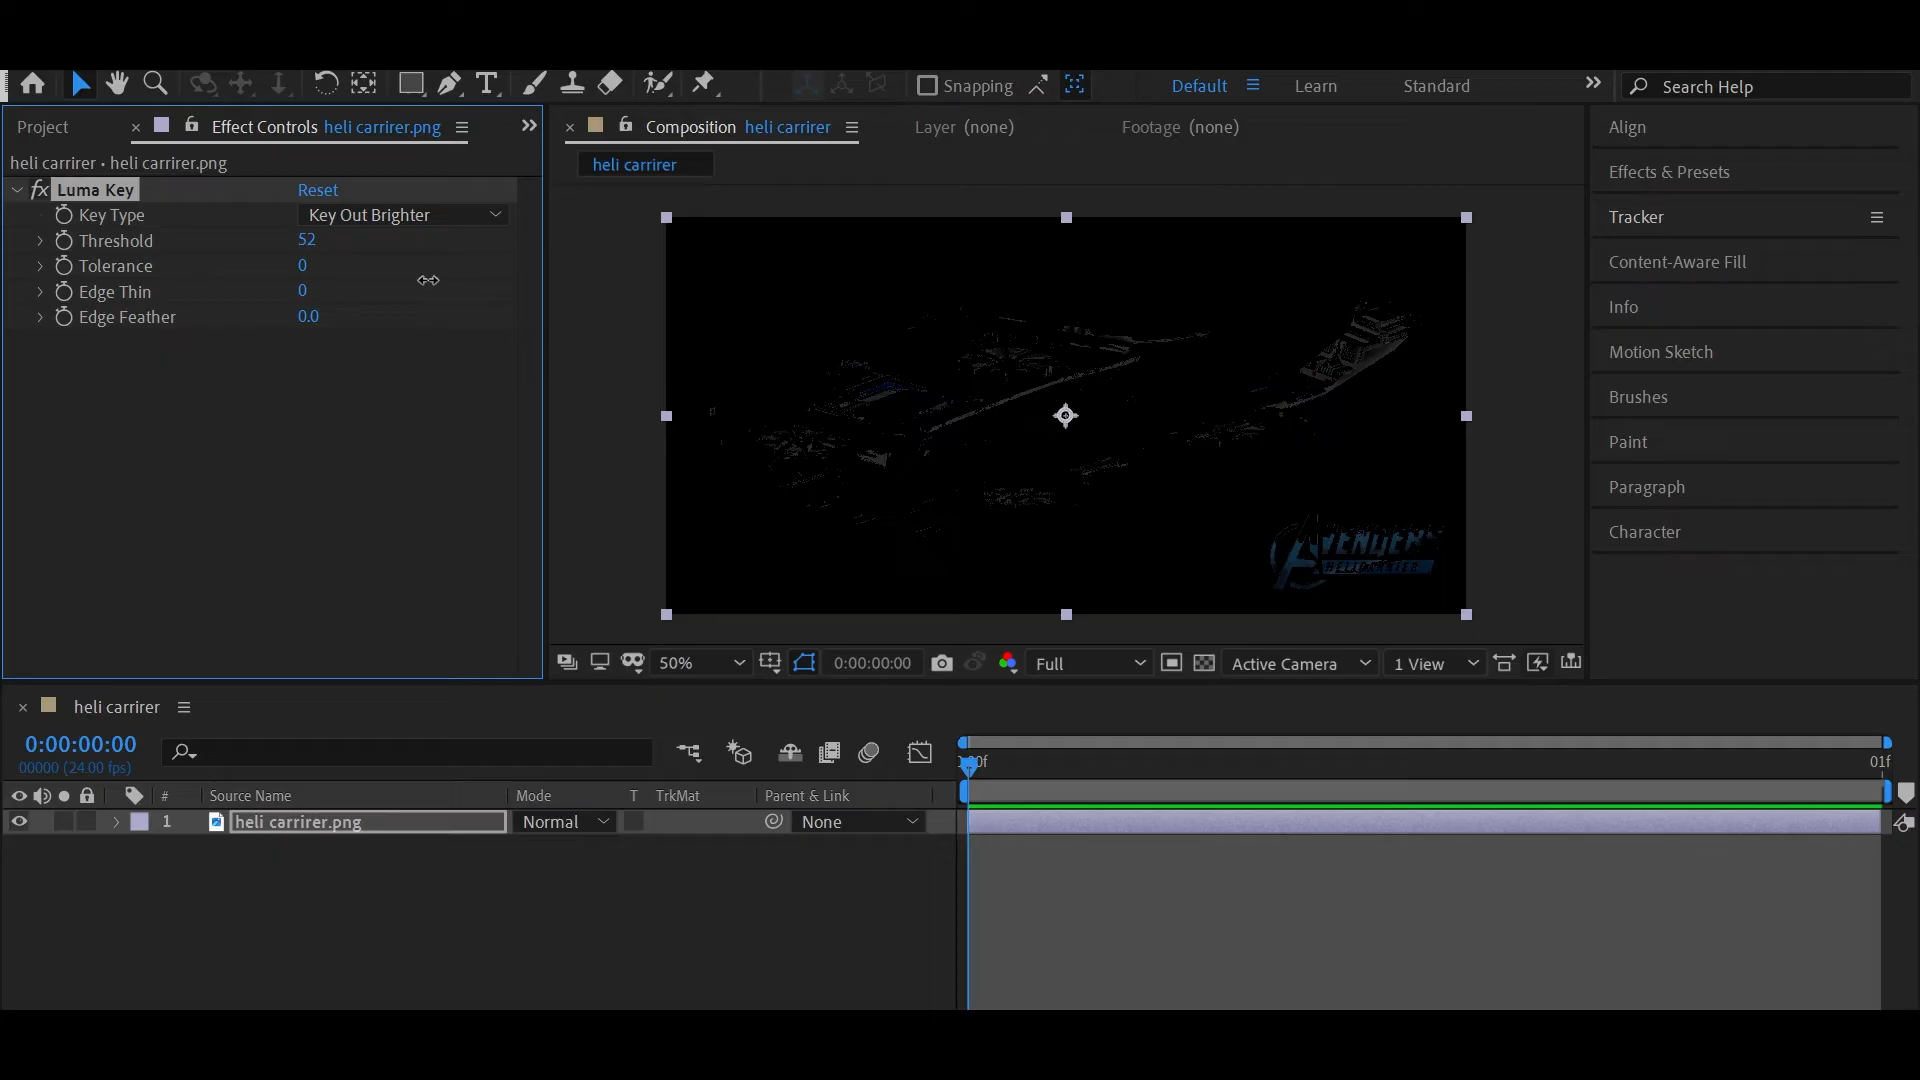 Snapping
Default
Learn
Standard
Search Help
Project
Effect Controls heli carrirer.png
Composition heli carrirer
Layer (none)
Footage (none)
heli carrirer • heli carrirer.png
heli carrirer
fx Luma Key
Reset
Key Type
Key Out Brighter
Threshold
52
Tolerance
0
Edge Thin
0
Edge Feather
0.0
Align
Effects & Presets
Tracker
Content-Aware Fill
Info
Motion Sketch
Brushes
Paint
Paragraph
Character
AVENGERS
HELICARRIER
50%
0:00:00:00
Full
Active Camera
1 View
heli carrirer
0:00:00:00
00000 (24.00 fps)
01f
#
Source Name
Mode
T
TrkMat
Parent & Link
1
heli carrirer.png
Normal
None